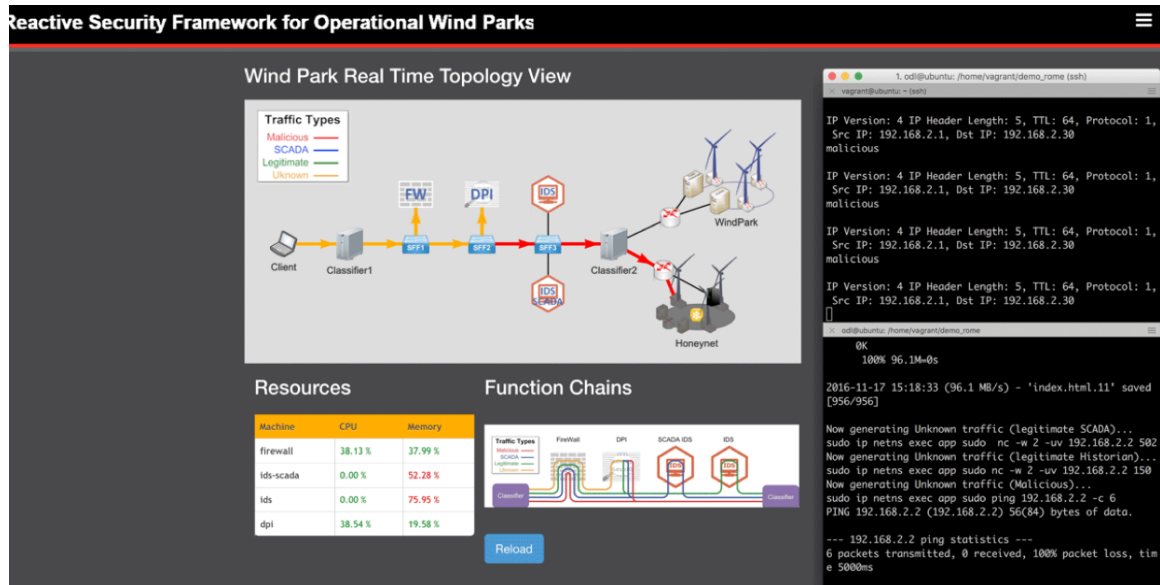 Reactive Security Framework for Operational Wind Parks
Wind Park Real Time Topology View
Traffic Types
Malicious
SCADA
Legitimate
Uknown
FW
DPI
IDS
WindPark
SFF1
SFF2
SFF3
Client
Classifier1
Classifier2
IDS
SCADA
Honeynet
Resources
Machine CPU Memory
firewall 38.13 % 37.99 %
ids-scada 0.00 % 52.28 %
ids 0.00 % 75.95 %
dpi 38.54 % 19.58 %
Function Chains
Traffic Types
Malicious
SCADA
Legitimate
Uknown
FireWall
DPI
SCADA IDS
IDS
IDS
IDS
Classifier
Classifier
Reload
1. odl@ubuntu: /home/vagrant/demo_rome (ssh)
vagrant@ubuntu: ~ (ssh)
IP Version: 4 IP Header Length: 5, TTL: 64, Protocol: 1,
Src IP: 192.168.2.1, Dst IP: 192.168.2.30
malicious
IP Version: 4 IP Header Length: 5, TTL: 64, Protocol: 1,
Src IP: 192.168.2.1, Dst IP: 192.168.2.30
malicious
IP Version: 4 IP Header Length: 5, TTL: 64, Protocol: 1,
Src IP: 192.168.2.1, Dst IP: 192.168.2.30
malicious
IP Version: 4 IP Header Length: 5, TTL: 64, Protocol: 1,
Src IP: 192.168.2.1, Dst IP: 192.168.2.30
odl@ubuntu: /home/vagrant/demo_rome
0K
100% 96.1M=0s
2016-11-17 15:18:33 (96.1 MB/s) - 'index.html.11' saved
[956/956]
Now generating Unknown traffic (legitimate SCADA)...
sudo ip netns exec app sudo  nc -w 2 -uv 192.168.2.2 502
Now generating Unknown traffic (legitimate Historian)...
sudo ip netns exec app sudo nc -w 2 -uv 192.168.2.2 150
Now generating Unknown traffic (Malicious)...
sudo ip netns exec app sudo ping 192.168.2.2 -c 6
PING 192.168.2.2 (192.168.2.2) 56(84) bytes of data.
--- 192.168.2.2 ping statistics ---
6 packets transmitted, 0 received, 100% packet loss, tim
e 5000ms